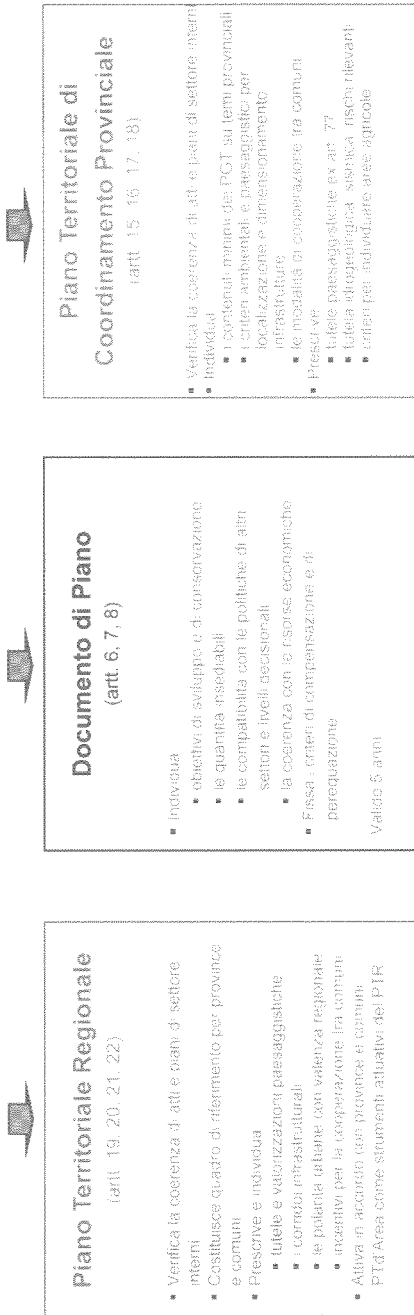 Piano Territoriale Regionale
(artt. 19, 20, 21, 22)
▪ Verifica la coerenza di atti e piani di settore
interni
▪ Costituisce quadro di riferimento per province
e comuni
▪ Prescrive e individua
▪ tutele e valorizzazioni paesaggistiche
▪ i corridoi infrastrutturali
▪ le polarità urbane con valenza regionale
▪ incentivi per la cooperazione tra comuni
▪ Attiva in accordo con province e comuni
PTd'Area come strumenti attuativi del PTR
Documento di Piano
(artt. 6, 7, 8)
▪ Individua
▪ obiettivi di sviluppo e di conservazione
▪ le quantità insediabili
▪ le compatibilità con le politiche di altri
settori e livelli decisionali
▪ la coerenza con le risorse economiche
▪ Fissa i criteri di compensazione e di
perequazione
Valido 5 anni
Piano Territoriale di
Coordinamento Provinciale
(artt. 15, 16, 17, 18)
▪ Verifica la coerenza di atti e piani di settore interni
▪ Individua
▪ i contenuti minimi dei PGT su temi provinciali
▪ i criteri ambientali e paesaggistici per
localizzazione e dimensionamento
infrastrutture
▪ le modalità di cooperazione tra comuni
▪ Prescrive
▪ tutele paesaggistiche ex art. 77
▪ tutela idrogeologica, sismica, rischi rilevanti
▪ criteri per individuare aree agricole